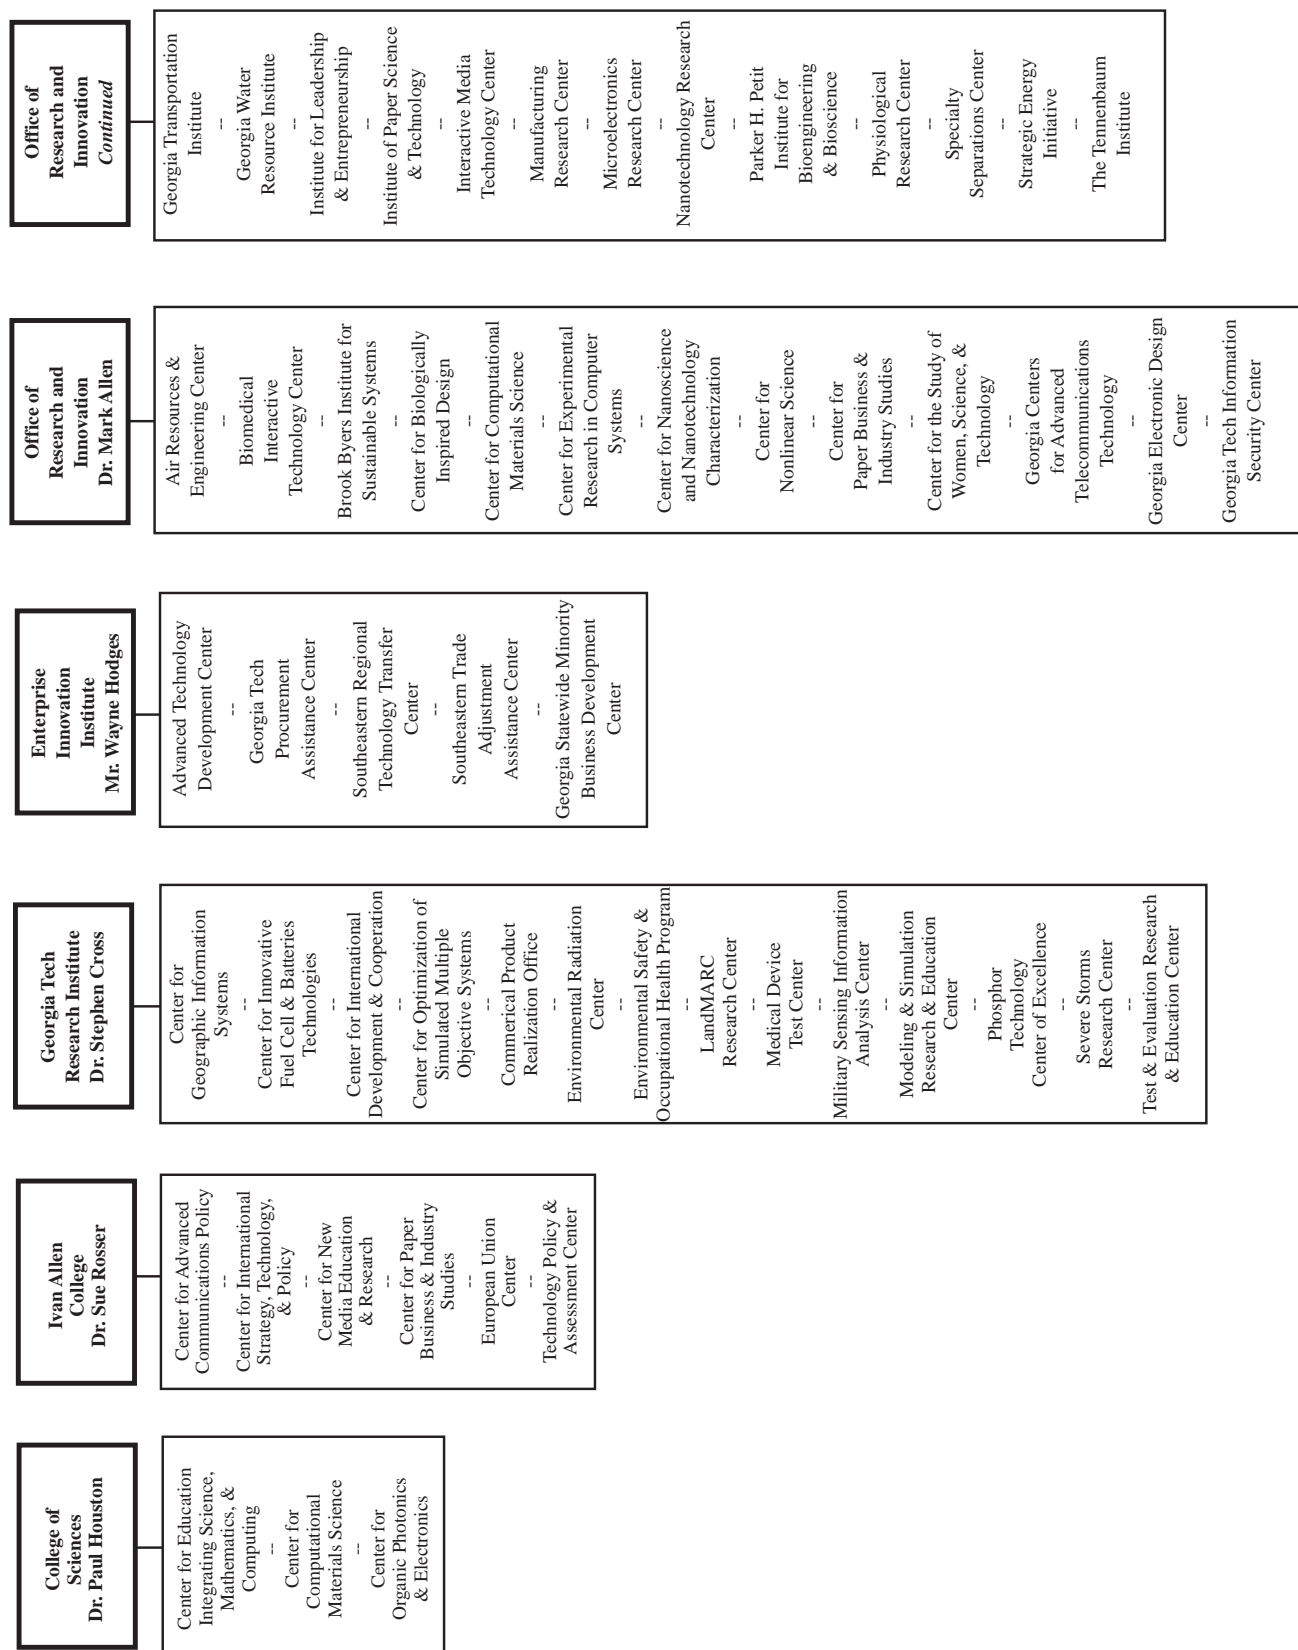 College of
Sciences
Dr. Paul Houston
Center for Education
Integrating Science,
Mathematics, &
Computing
--
Center for
Computational
Materials Science
--
Center for
Organic Photonics
& Electronics
Ivan Allen
College
Dr. Sue Rosser
Center for Advanced
Communications Policy
--
Center for International
Strategy, Technology,
& Policy
--
Center for New
Media Education
& Research
--
Center for Paper
Business & Industry
Studies
--
European Union
Center
--
Technology Policy &
Assessment Center
Georgia Tech
Research Institute
Dr. Stephen Cross
Center for
Geographic Information
Systems
--
Center for Innovative
Fuel Cell & Batteries
Technologies
--
Center for International
Development & Cooperation
--
Center for Optimization of
Simulated Multiple
Objective Systems
--
Commerical Product
Realization Office
--
Environmental Radiation
Center
--
Environmental Safety &
Occupational Health Program
--
LandMARC
Research Center
--
Medical Device
Test Center
--
Military Sensing Information
Analysis Center
--
Modeling & Simulation
Research & Education
Center
--
Phosphor
Technology
Center of Excellence
--
Severe Storms
Research Center
--
Test & Evaluation Research
& Education Center
Enterprise
Innovation
Institute
Mr. Wayne Hodges
Advanced Technology
Development Center
--
Georgia Tech
Procurement
Assistance Center
--
Southeastern Regional
Technology Transfer
Center
--
Southeastern Trade
Adjustment
Assistance Center
--
Georgia Statewide Minority
Business Development
Center
Office of
Research and
Innovation
Dr. Mark Allen
Air Resources &
Engineering Center
--
Biomedical
Interactive
Technology Center
--
Brook Byers Institute for
Sustainable Systems
--
Center for Biologically
Inspired Design
--
Center for Computational
Materials Science
--
Center for Experimental
Research in Computer
Systems
--
Center for Nanoscience
and Nanotechnology
Characterization
--
Center for
Nonlinear Science
--
Center for
Paper Business &
Industry Studies
--
Center for the Study of
Women, Science, &
Technology
--
Georgia Centers
for Advanced
Telecommunications
Technology
--
Georgia Electronic Design
Center
--
Georgia Tech Information
Security Center
Office of
Research and
Innovation
Continued
Georgia Transportation
Institute
--
Georgia Water
Resource Institute
--
Institute for Leadership
& Entrepreneurship
--
Institute of Paper Science
& Technology
--
Interactive Media
Technology Center
--
Manufacturing
Research Center
--
Microelectronics
Research Center
--
Nanotechnology Research
Center
--
Parker H. Petit
Institute for
Bioengineering
& Bioscience
--
Physiological
Research Center
--
Specialty
Separations Center
--
Strategic Energy
Initiative
--
The Tennenbaum
Institute